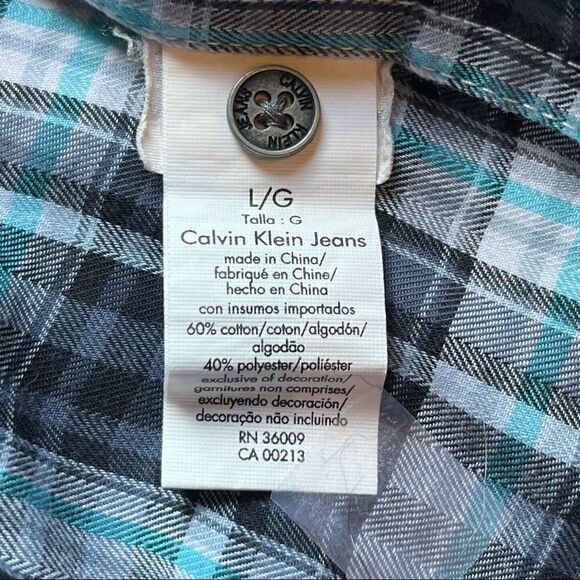 CALVIN KLEIN JEANS
L/G
Talla : G
Calvin Klein Jeans
made in China/
fabriqué en Chine/
hecho en China
con insumos importados
60% cotton/coton/algodón/
algodão
40% polyester/poliéster
exclusive of decoration/
garnitures non comprises/
excluyendo decoración/
decoração não incluindo
RN 36009
CA 00213